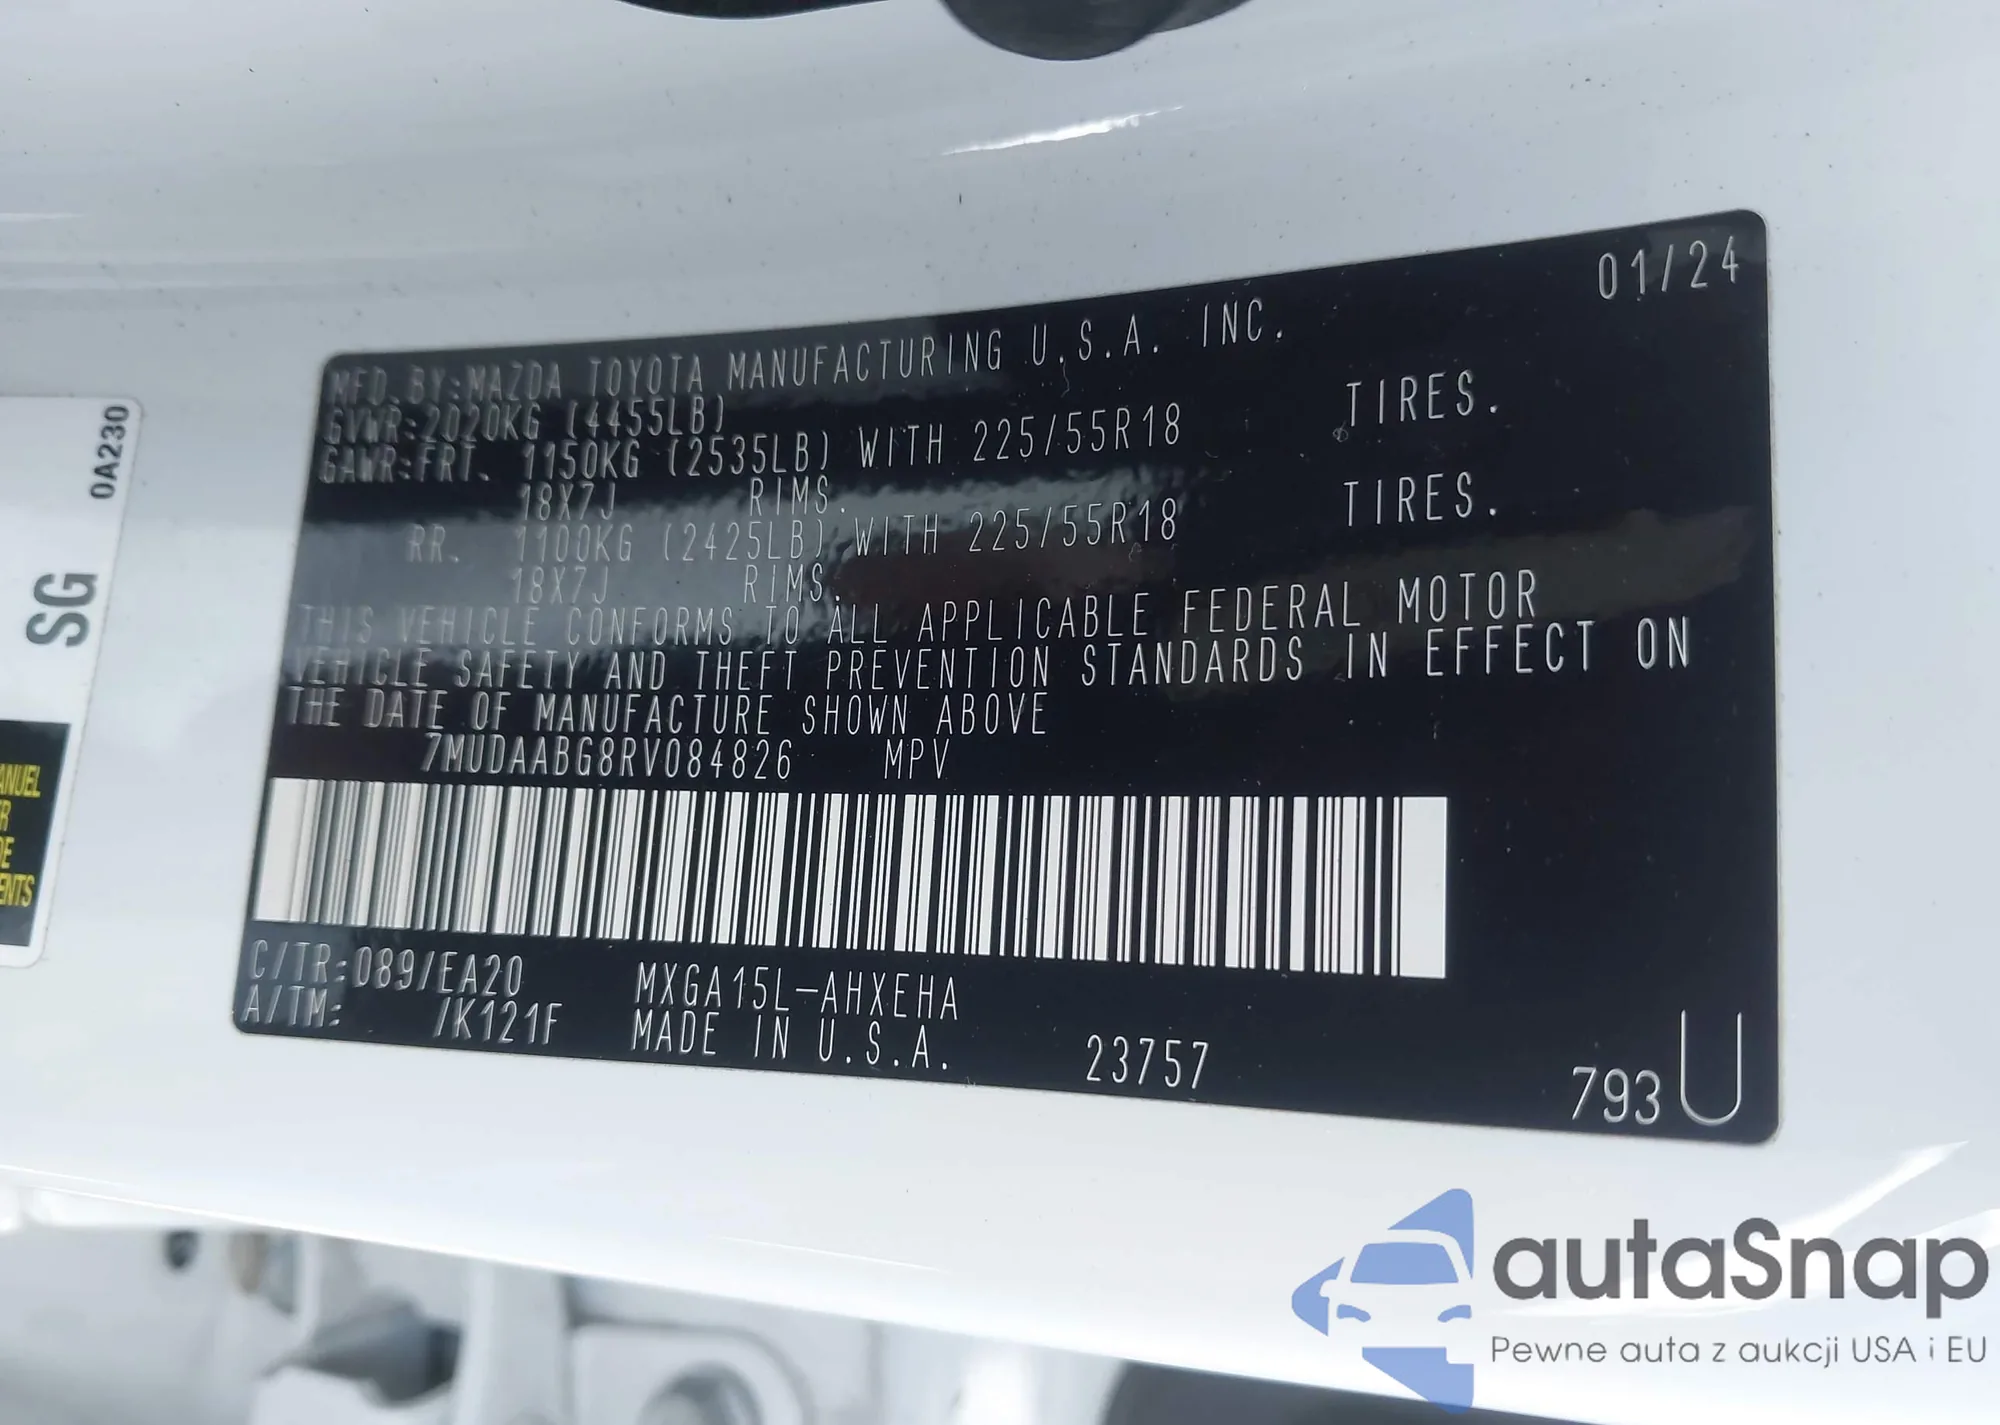 01/24
MFD.BY:MAZDA TOYOTA MANUFACTURING U.S.A. INC.
GVWR:2020KG (4455LB)
GAWR:FRT. 1150KG (2535LB) WITH 225/55R18 TIRES.
18X7J RIMS.
RR. 1100KG (2425LB) WITH 225/55R18 TIRES.
18X7J RIMS.
THIS VEHICLE CONFORMS TO ALL APPLICABLE FEDERAL MOTOR
VEHICLE SAFETY AND THEFT PREVENTION STANDARDS IN EFFECT ON
THE DATE OF MANUFACTURE SHOWN ABOVE
7MUDAABG8RV084826 MPV
C/TR:089/EA20 MXGA15L-AHXEHA
A/TM: /K121F MADE IN U.S.A. 23757 793U
0A230
SG
ENTS
autaSnap
Pewne auta z aukcji USA i EU